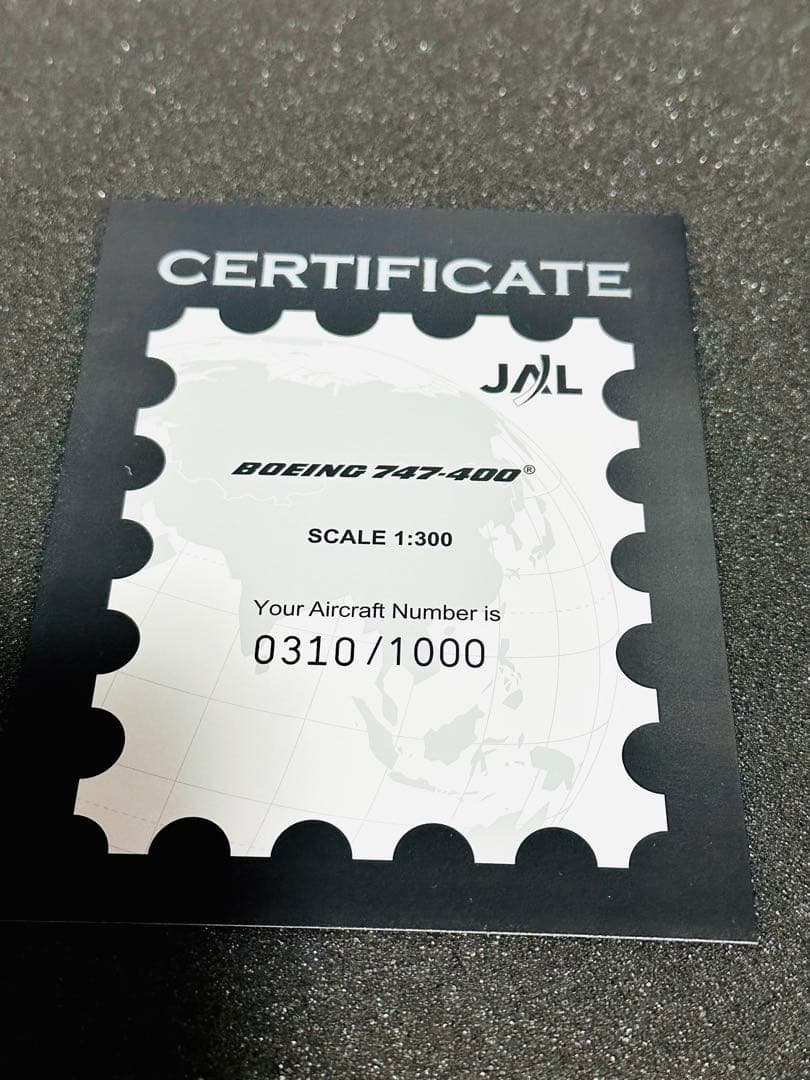 CERTIFICATE
JAL
BOEING 747-400®
SCALE 1:300
Your Aircraft Number is
0310/1000